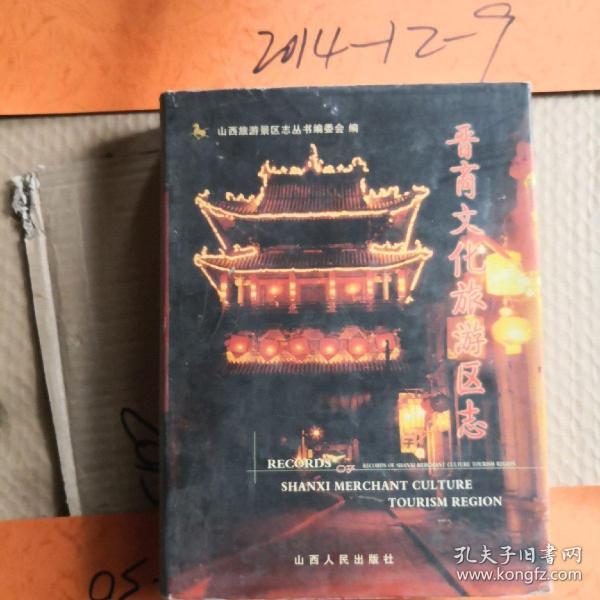 2014-12-9
山西旅游景区志丛书编委会 编
晋商文化旅游区志
RECORDS OF
RECORDS OF SHANXI MERCHANT CULTURE TOURISM REGION
SHANXI MERCHANT CULTURE
TOURISM REGION
山西人民出版社
孔夫子旧书网
www.kongfz.com